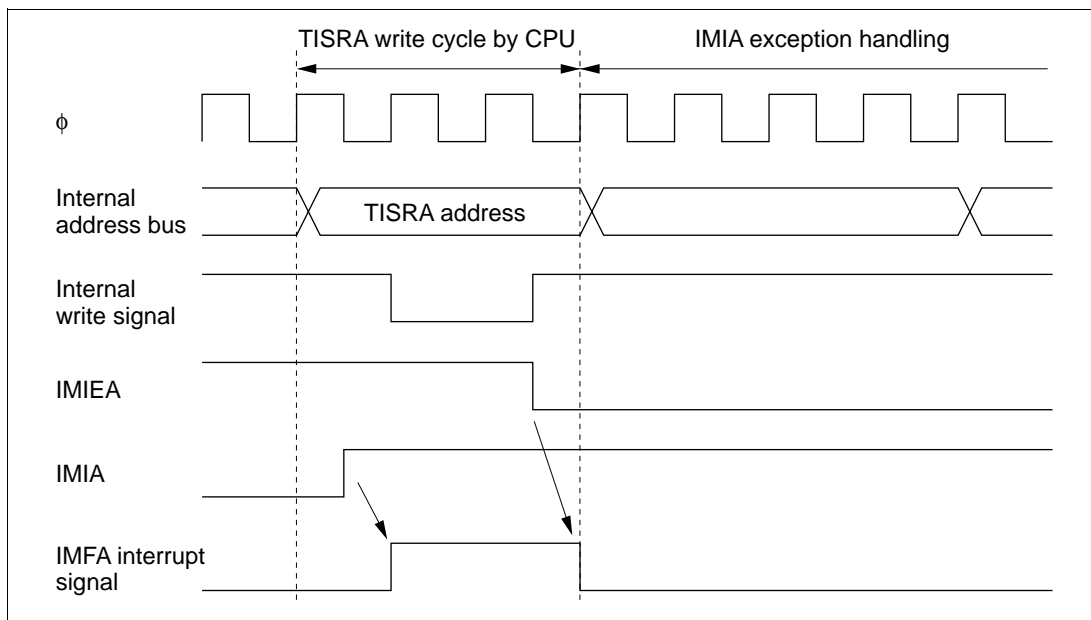 TISRA write cycle by CPU
IMIA exception handling
ϕ
Internal
address bus
TISRA address
Internal
write signal
IMIEA
IMIA
IMFA interrupt
signal